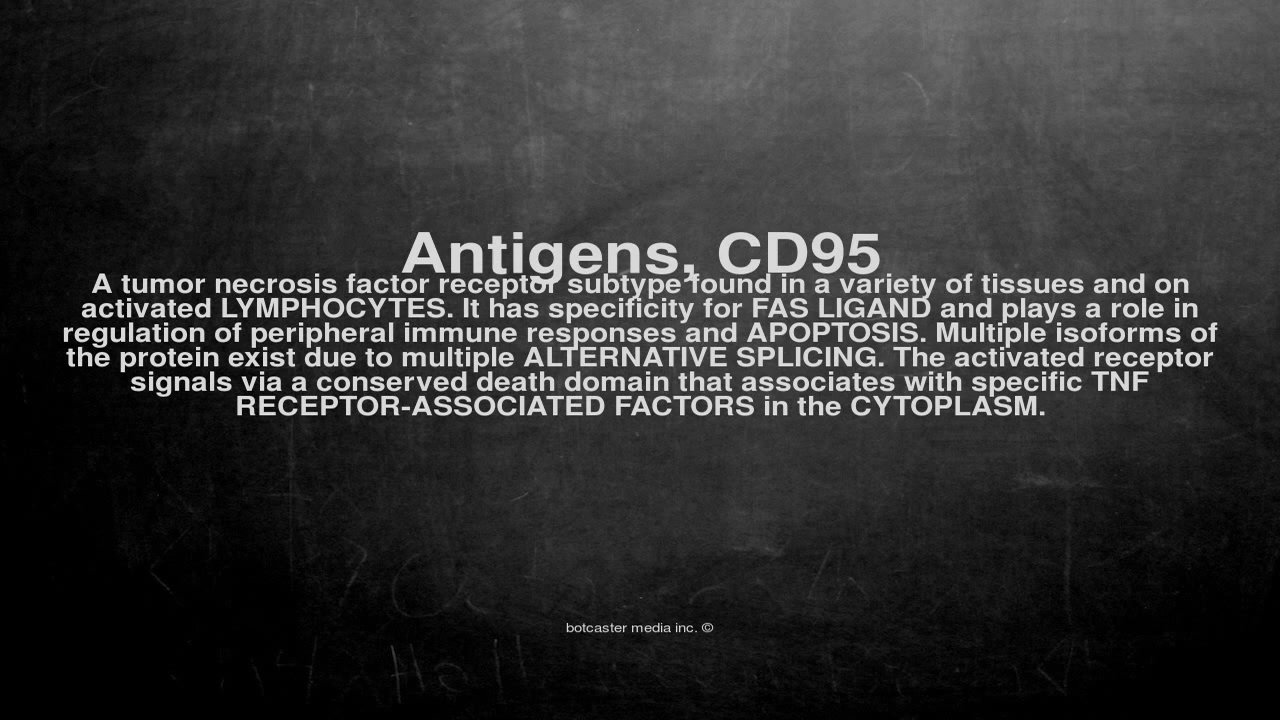 Antigens, CD95
A tumor necrosis factor receptor subtype found in a variety of tissues and on
activated LYMPHOCYTES. It has specificity for FAS LIGAND and plays a role in
regulation of peripheral immune responses and APOPTOSIS. Multiple isoforms of
the protein exist due to multiple ALTERNATIVE SPLICING. The activated receptor
signals via a conserved death domain that associates with specific TNF
RECEPTOR-ASSOCIATED FACTORS in the CYTOPLASM.
botcaster media inc. ©